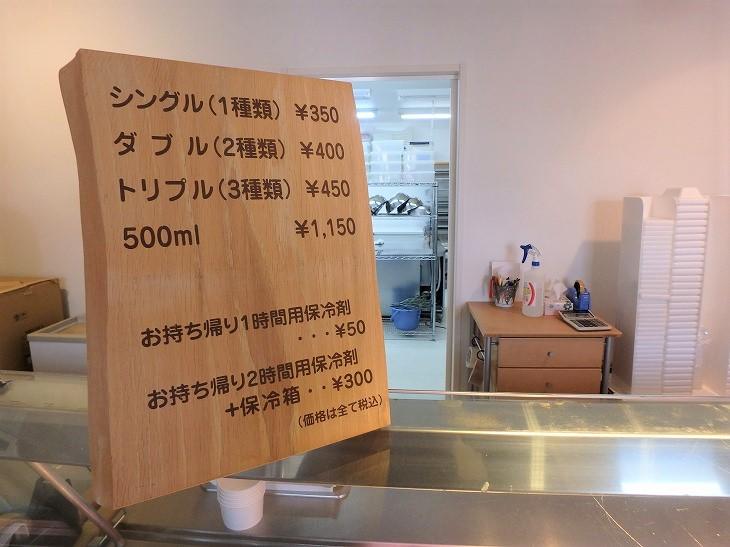 シングル(1種類) ¥350
ダブル(2種類) ¥400
トリプル(3種類) ¥450
500ml ¥1,150
お持ち帰り1時間用保冷剤
・・・¥50
お持ち帰り2時間用保冷剤
+保冷箱・・¥300
(価格は全て税込)